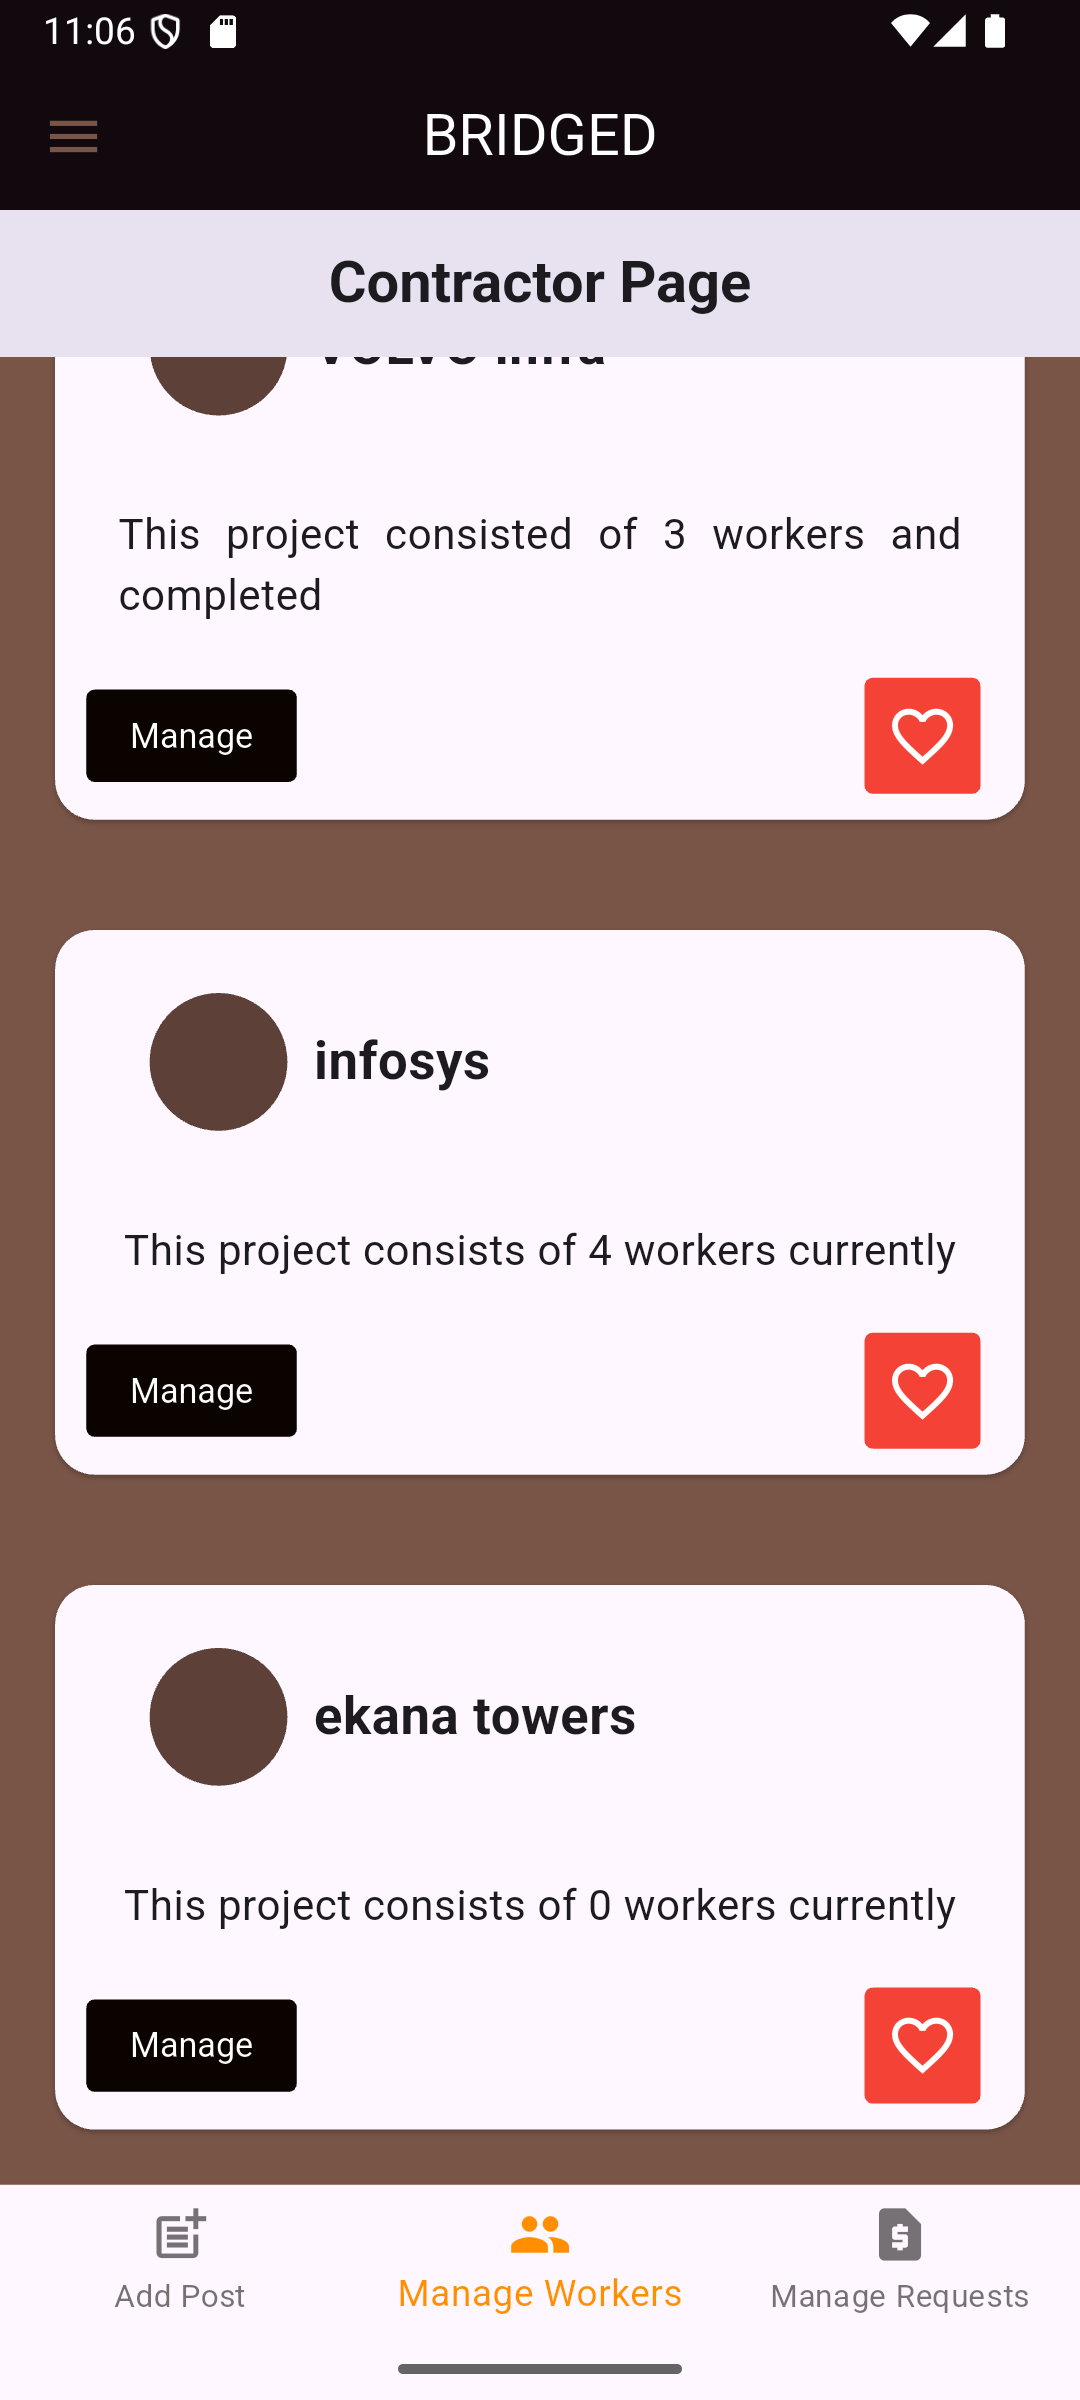 11:06
BRIDGED
Contractor Page
This project consisted of 3 workers and
completed
Manage
infosys
This project consists of 4 workers currently
Manage
ekana towers
This project consists of 0 workers currently
Manage
Add Post
Manage Workers
Manage Requests